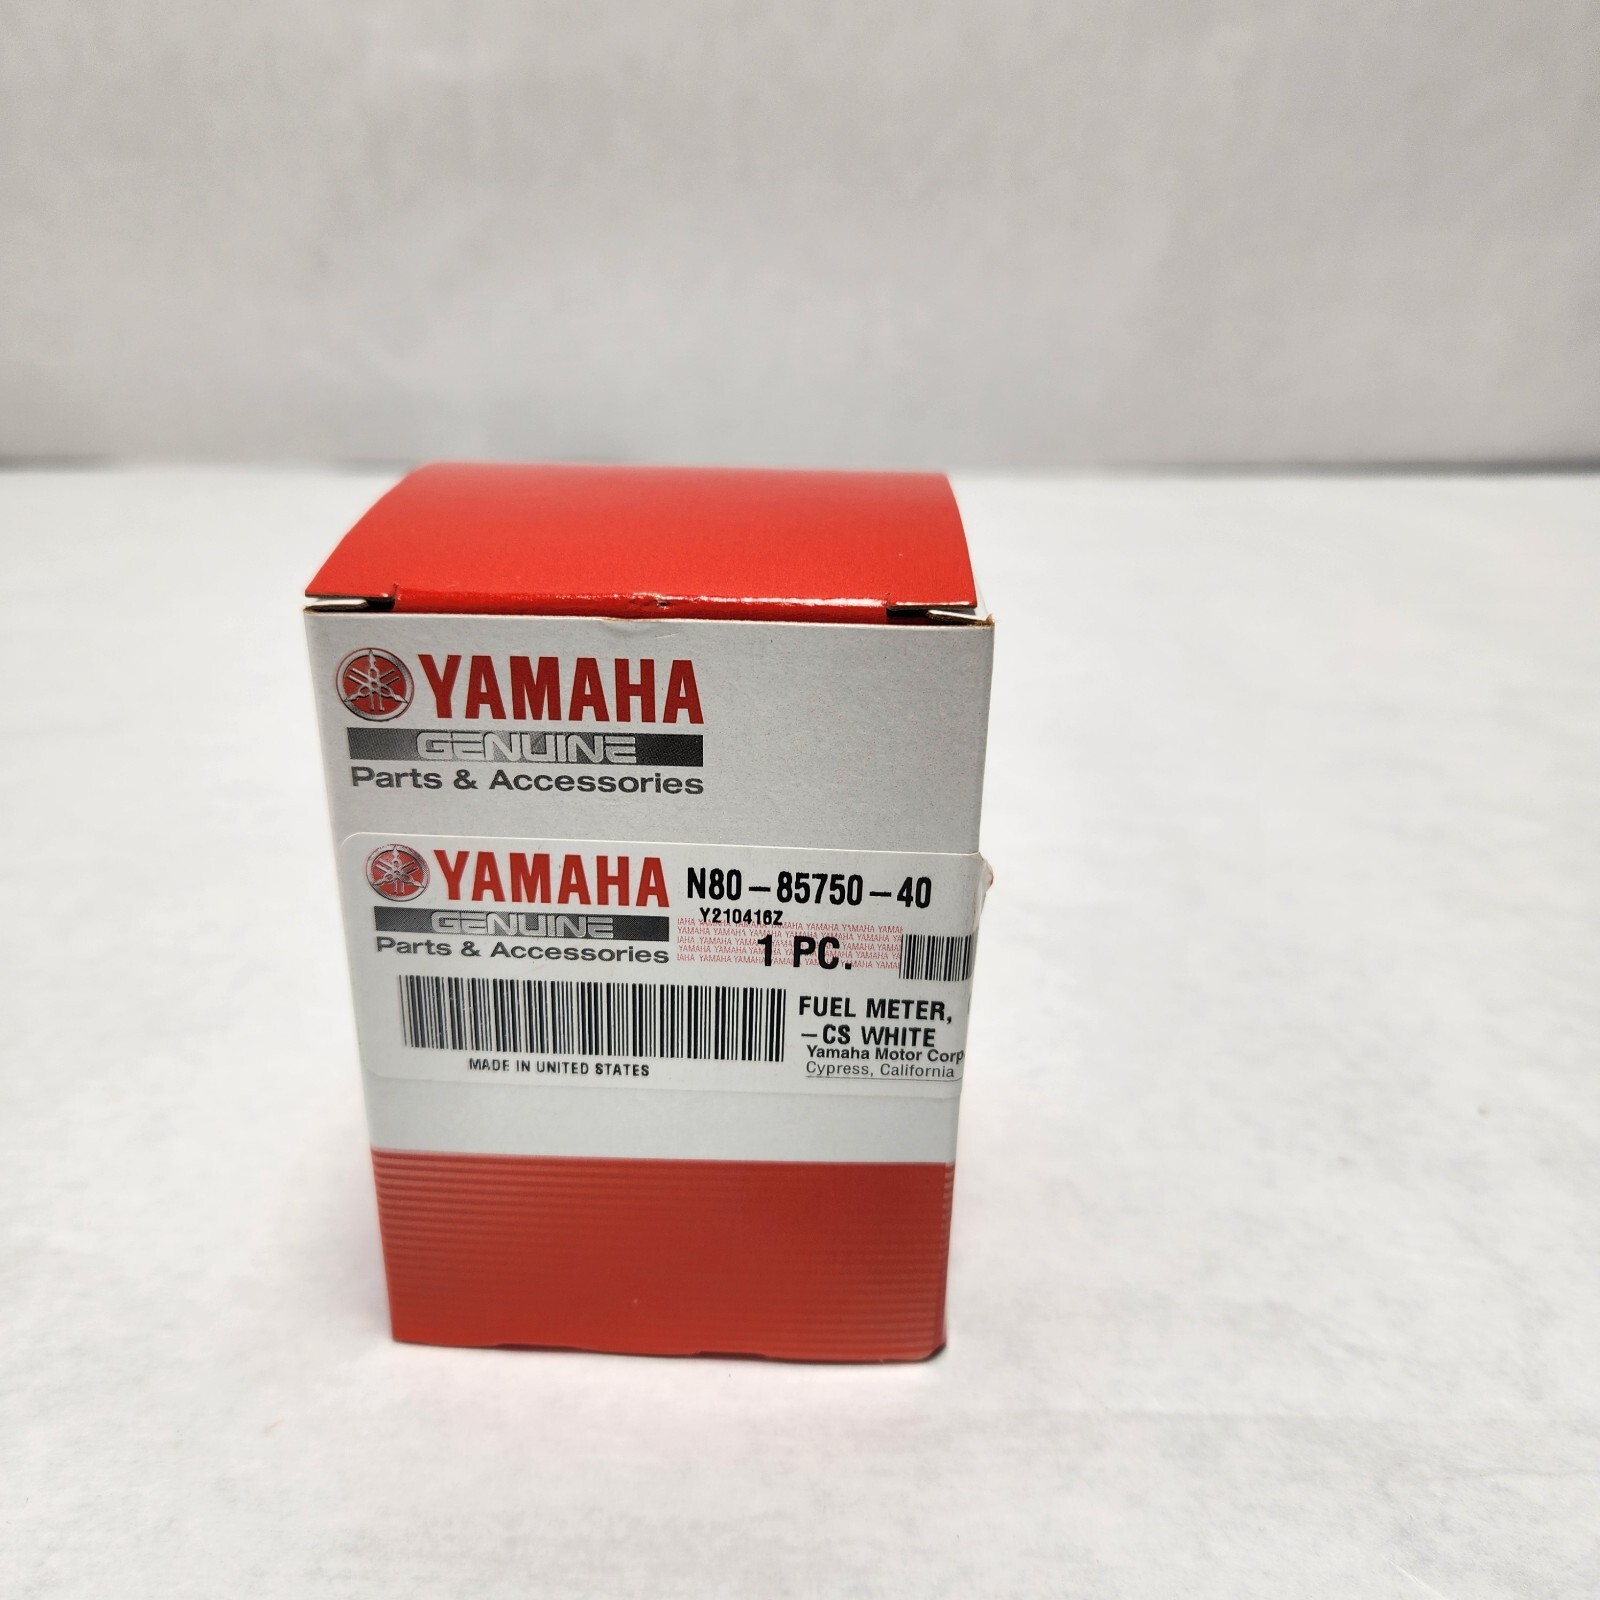 YAMAHA
GENUINE
Parts & Accessories
YAMAHA
GENUINE
Parts & Accessories
N80-85750-40
Y210416Z
1 PC.
FUEL METER,
-CS WHITE
Yamaha Motor Corp
Cypress, California
MADE IN UNITED STATES